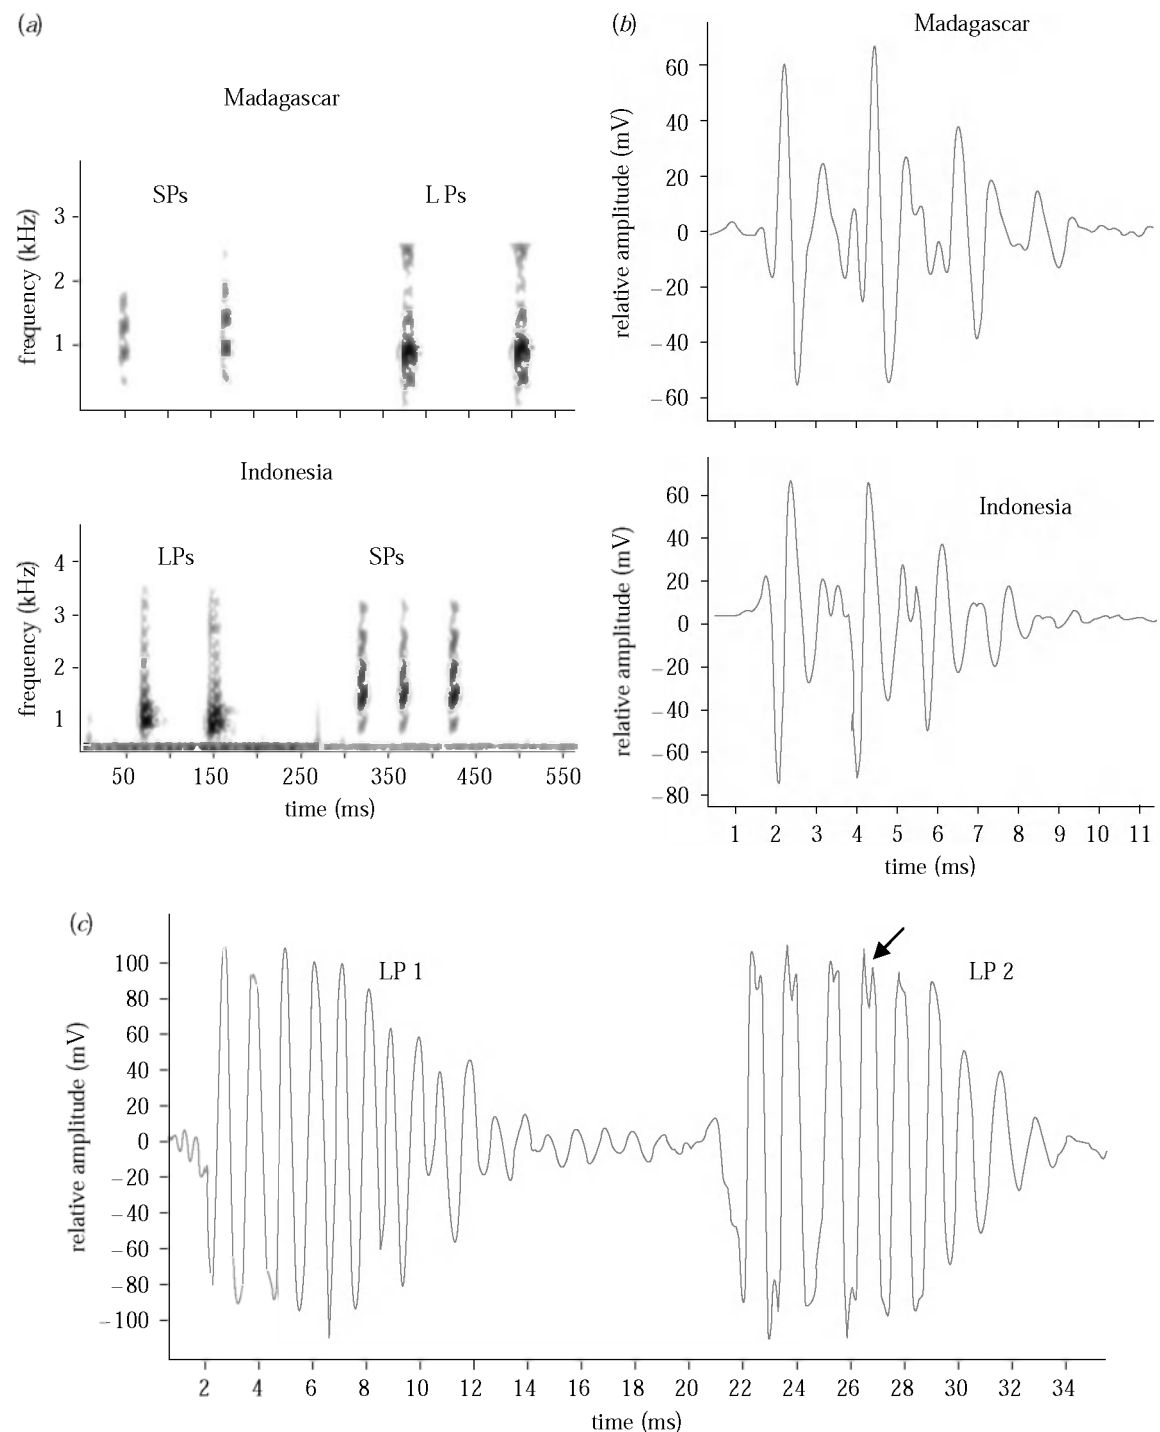 (a)
Madagascar
SPs
L Ps
frequency (kHz)
3
2
1
Indonesia
LPs
SPs
frequency (kHz)
4
3
2
1
50 150 250 350 450 550
time (ms)
(b)
Madagascar
relative amplitude (mV)
60
40
20
0
−20
−40
−60
Indonesia
relative amplitude (mV)
60
40
20
0
−20
−40
−60
−80
1 2 3 4 5 6 7 8 9 10 11
time (ms)
(c)
LP 1
LP 2
relative amplitude (mV)
100
80
60
40
20
0
−20
−40
−60
−80
−100
2 4 6 8 10 12 14 16 18 20 22 24 26 28 30 32 34
time (ms)